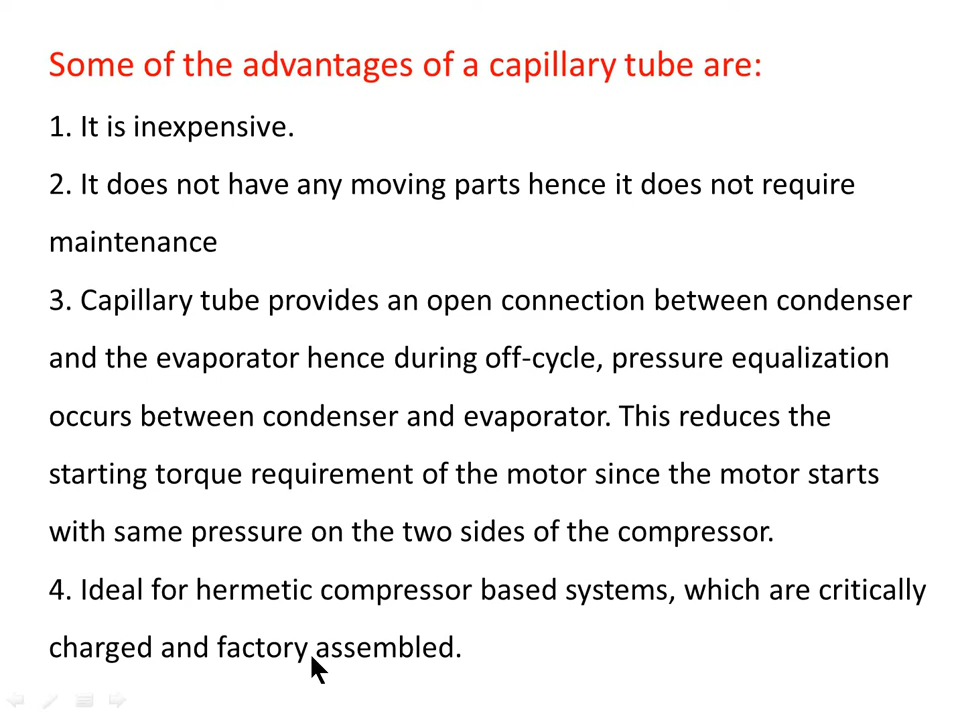 Some of the advantages of a capillary tube are:
1. It is inexpensive.
2. It does not have any moving parts hence it does not require
maintenance
3. Capillary tube provides an open connection between condenser
and the evaporator hence during off-cycle, pressure equalization
occurs between condenser and evaporator. This reduces the
starting torque requirement of the motor since the motor starts
with same pressure on the two sides of the compressor.
4. Ideal for hermetic compressor based systems, which are critically
charged and factory assembled.